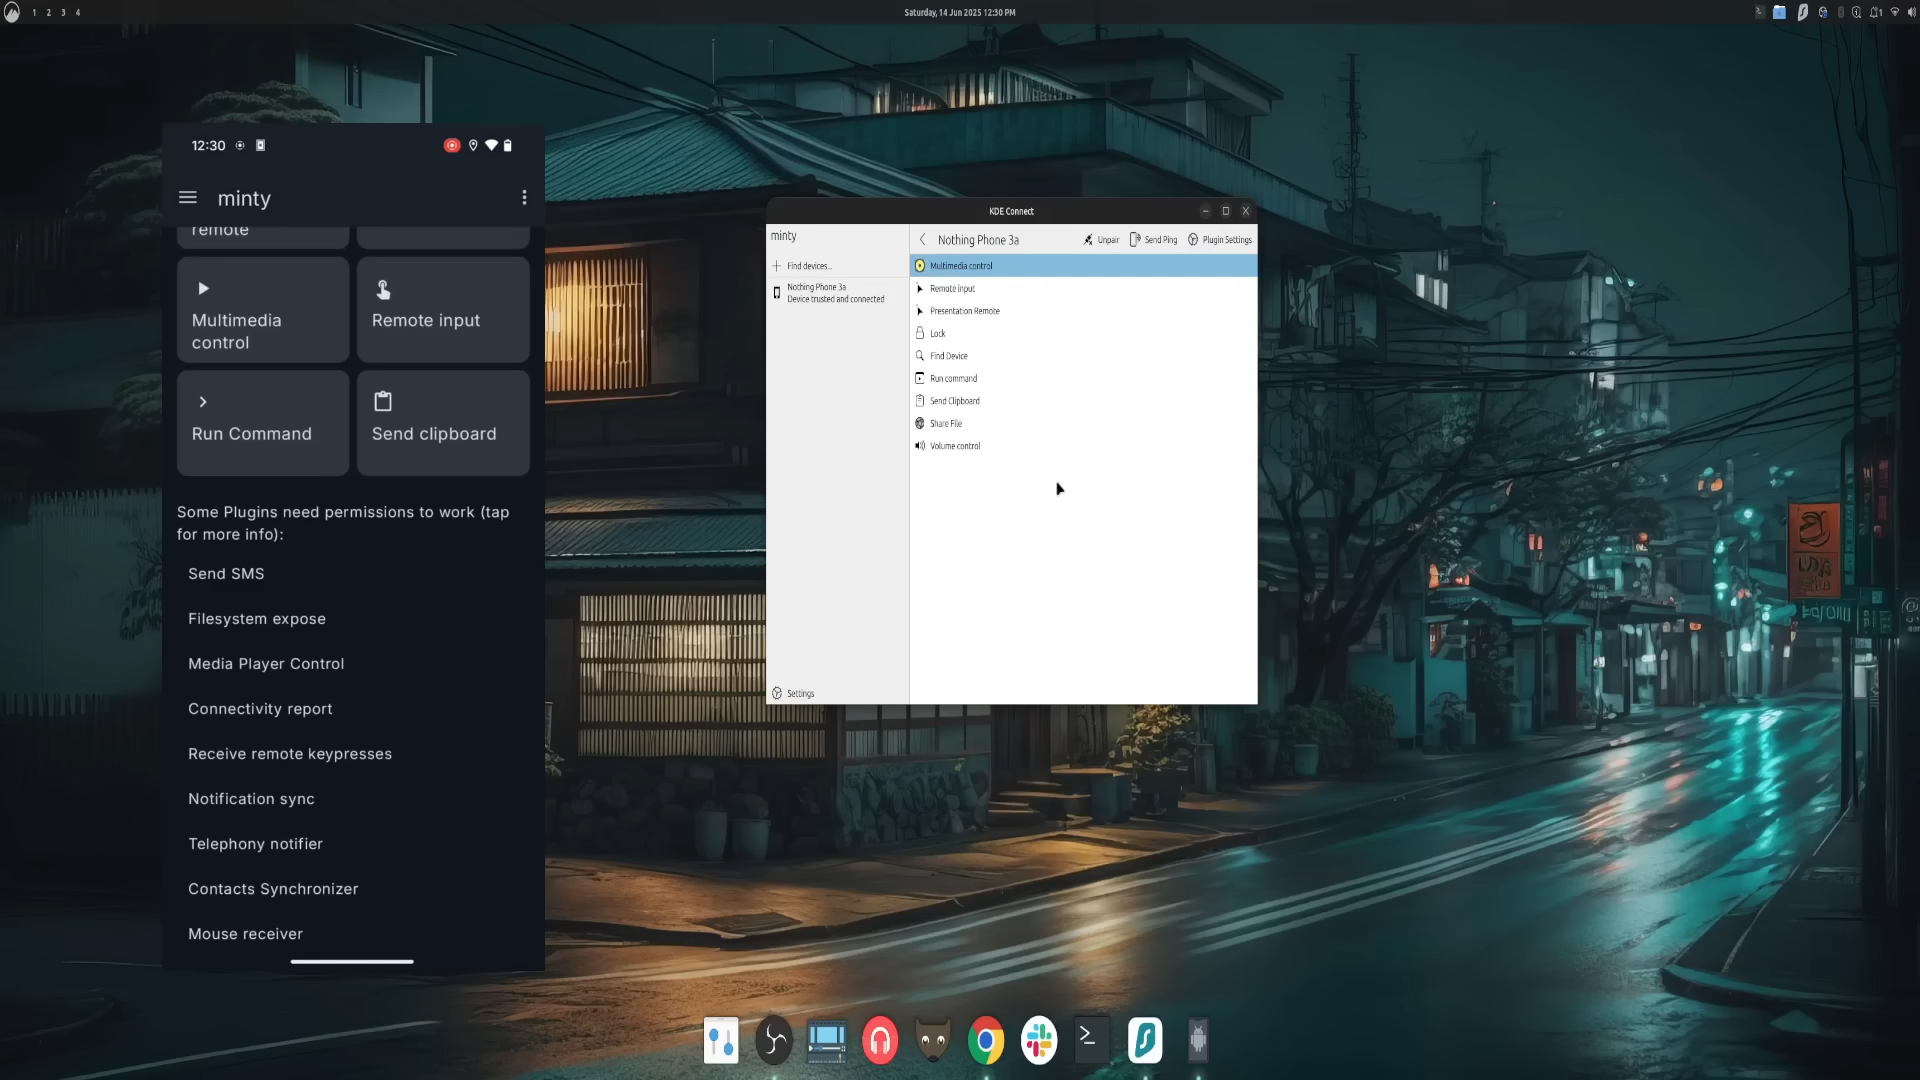 1 2 3 4
Saturday, 14 Jun 2025 12:30 PM
1
12:30
minty
remote
Multimedia
control
Remote input
Run Command
Send clipboard
Some Plugins need permissions to work (tap
for more info):
Send SMS
Filesystem expose
Media Player Control
Connectivity report
Receive remote keypresses
Notification sync
Telephony notifier
Contacts Synchronizer
Mouse receiver
KDE Connect
minty
Find devices...
Nothing Phone 3a
Device trusted and connected
Settings
Nothing Phone 3a
Unpair
Send Ping
Plugin Settings
Multimedia control
Remote input
Presentation Remote
Lock
Find Device
Run command
Send Clipboard
Share File
Volume control